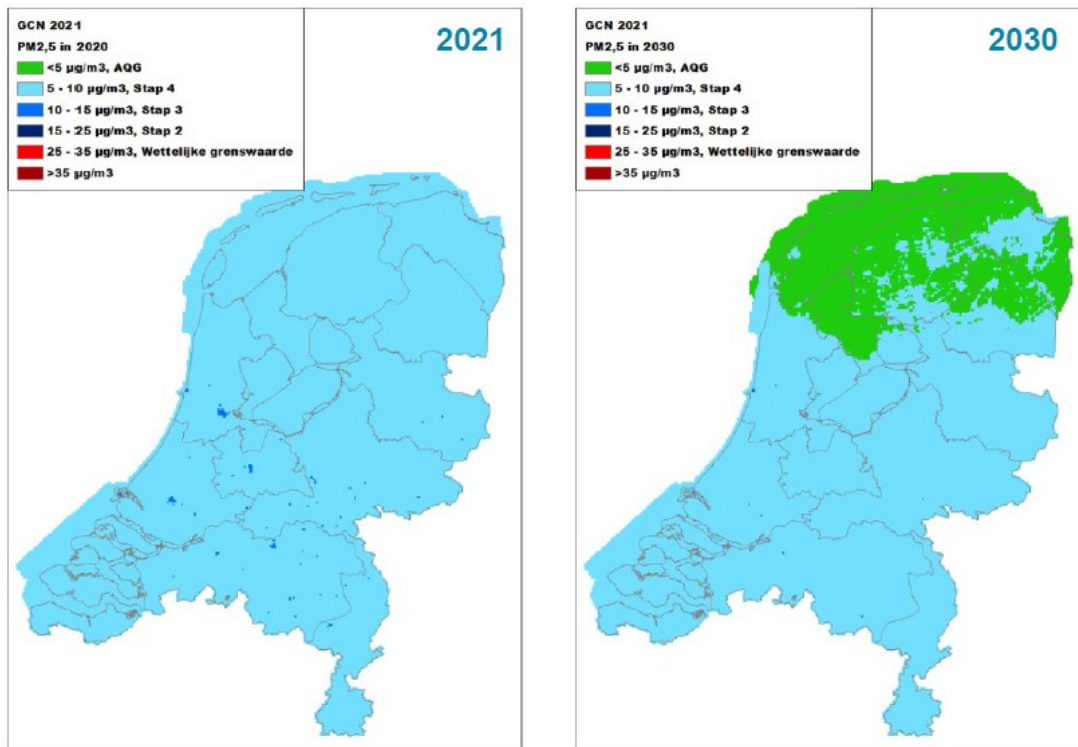 GCN 2021
PM2,5 in 2020
<5 µg/m3, AQG
5 - 10 µg/m3, Stap 4
10 - 15 µg/m3, Stap 3
15 - 25 µg/m3, Stap 2
25 - 35 µg/m3, Wettelijke grenswaarde
>35 µg/m3
2021
GCN 2021
PM2,5 in 2030
<5 µg/m3, AQG
5 - 10 µg/m3, Stap 4
10 - 15 µg/m3, Stap 3
15 - 25 µg/m3, Stap 2
25 - 35 µg/m3, Wettelijke grenswaarde
>35 µg/m3
2030